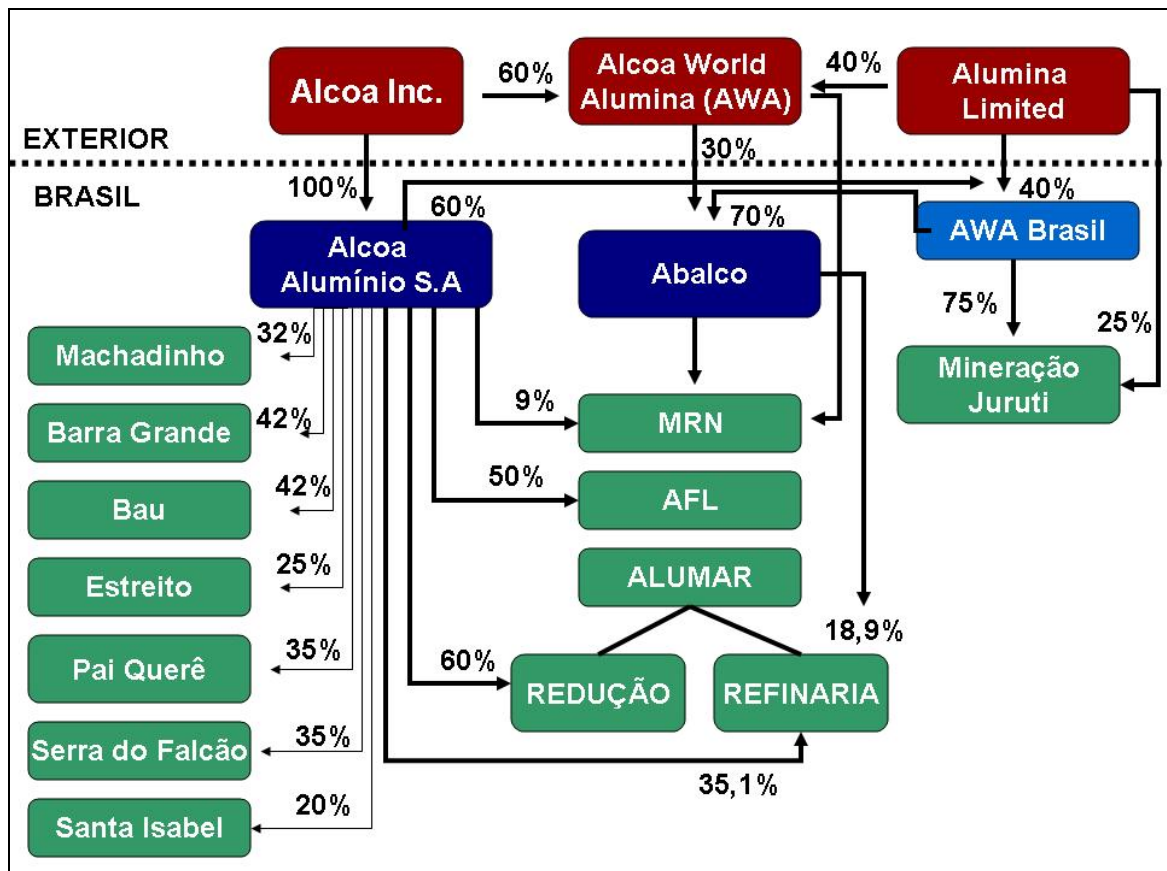 Alcoa Inc.
60%
Alcoa World
Alumina (AWA)
40%
Alumina
Limited
EXTERIOR
30%
BRASIL
100%
60%
70%
40%
AWA Brasil
Alcoa
Alumínio S.A
Abalco
75%
25%
32%
Machadinho
9%
MRN
Mineração
Juruti
42%
Barra Grande
50%
AFL
42%
Bau
25%
Estreito
ALUMAR
18,9%
35%
Pai Querê
60%
REDUÇÃO
REFINARIA
35%
Serra do Falcão
35,1%
20%
Santa Isabel